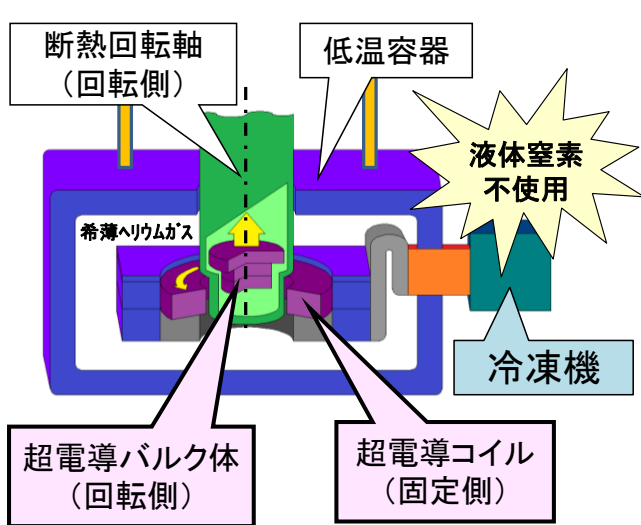 断熱回転軸
（回転側）
低温容器
液体窒素
不使用
希薄ヘリウムガス
冷凍機
超電導バルク体
（回転側）
超電導コイル
（固定側）